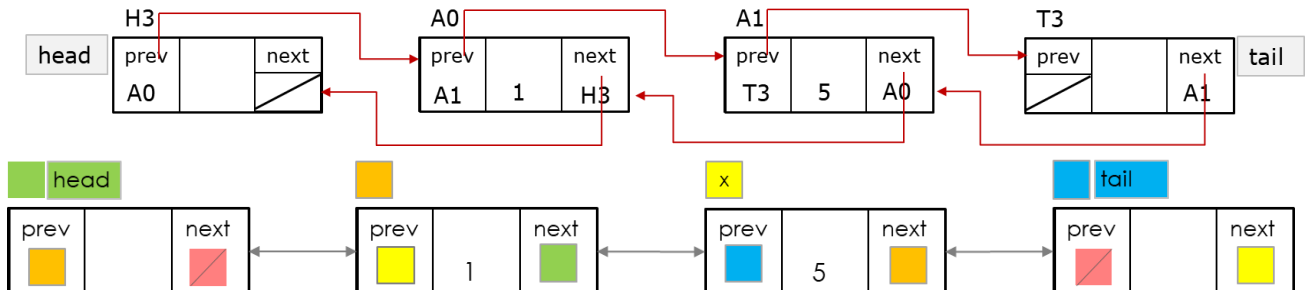 H3 A0 A1 T3
head prev next prev next prev next prev next tail
A0 A1 1 H3 T3 5 A0 A1
head x tail
prev next prev next prev next prev next
1 5